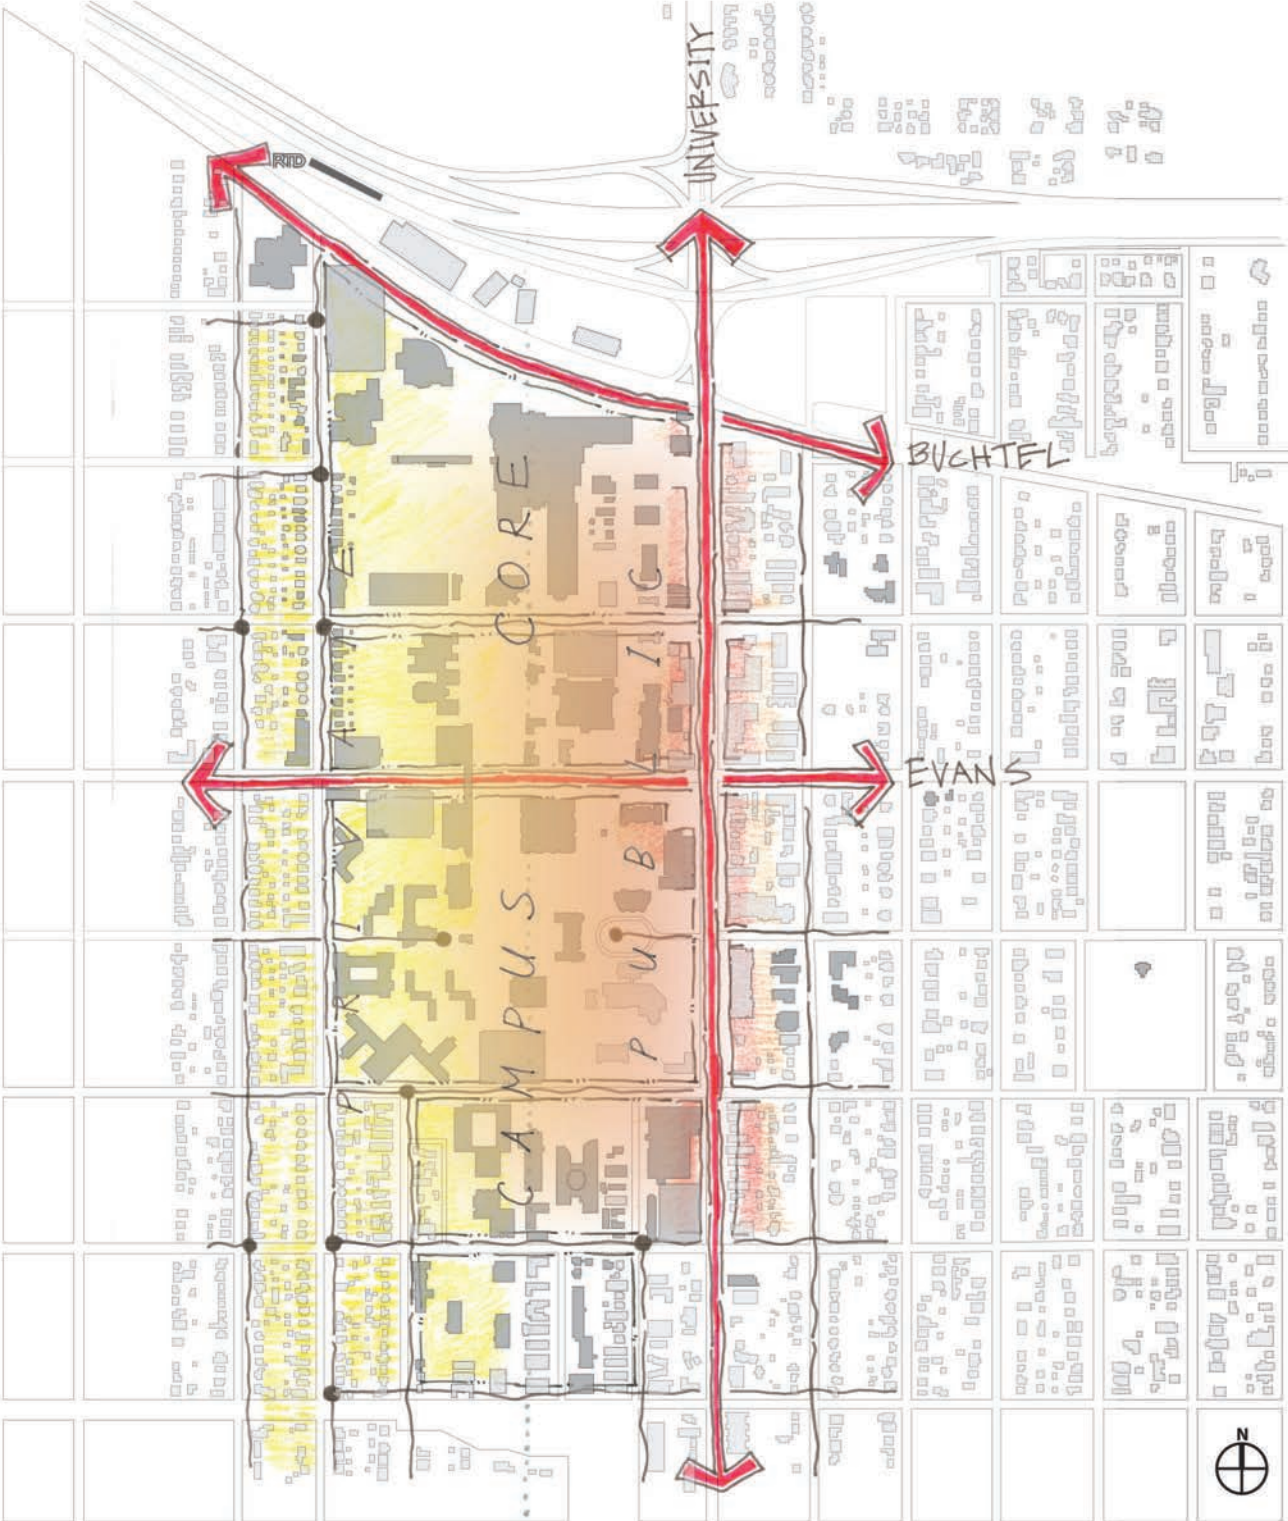 UNIVERSITY
RTD
BUCHTEL
EVANS
PRIVATE
CAMPUS CORE
PUBLIC
N